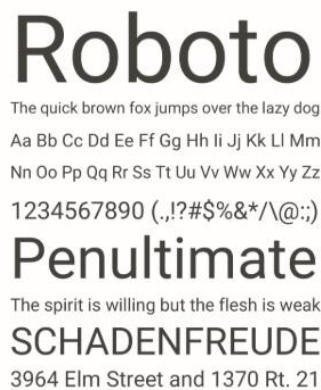 Roboto
The quick brown fox jumps over the lazy dog
Aa Bb Cc Dd Ee Ff Gg Hh Ii Jj Kk Ll Mm
Nn Oo Pp Qq Rr Ss Tt Uu Vv Ww Xx Yy Zz
1234567890 (.,!?#$%&*/\@:;)
Penultimate
The spirit is willing but the flesh is weak
SCHADENFREUDE
3964 Elm Street and 1370 Rt. 21